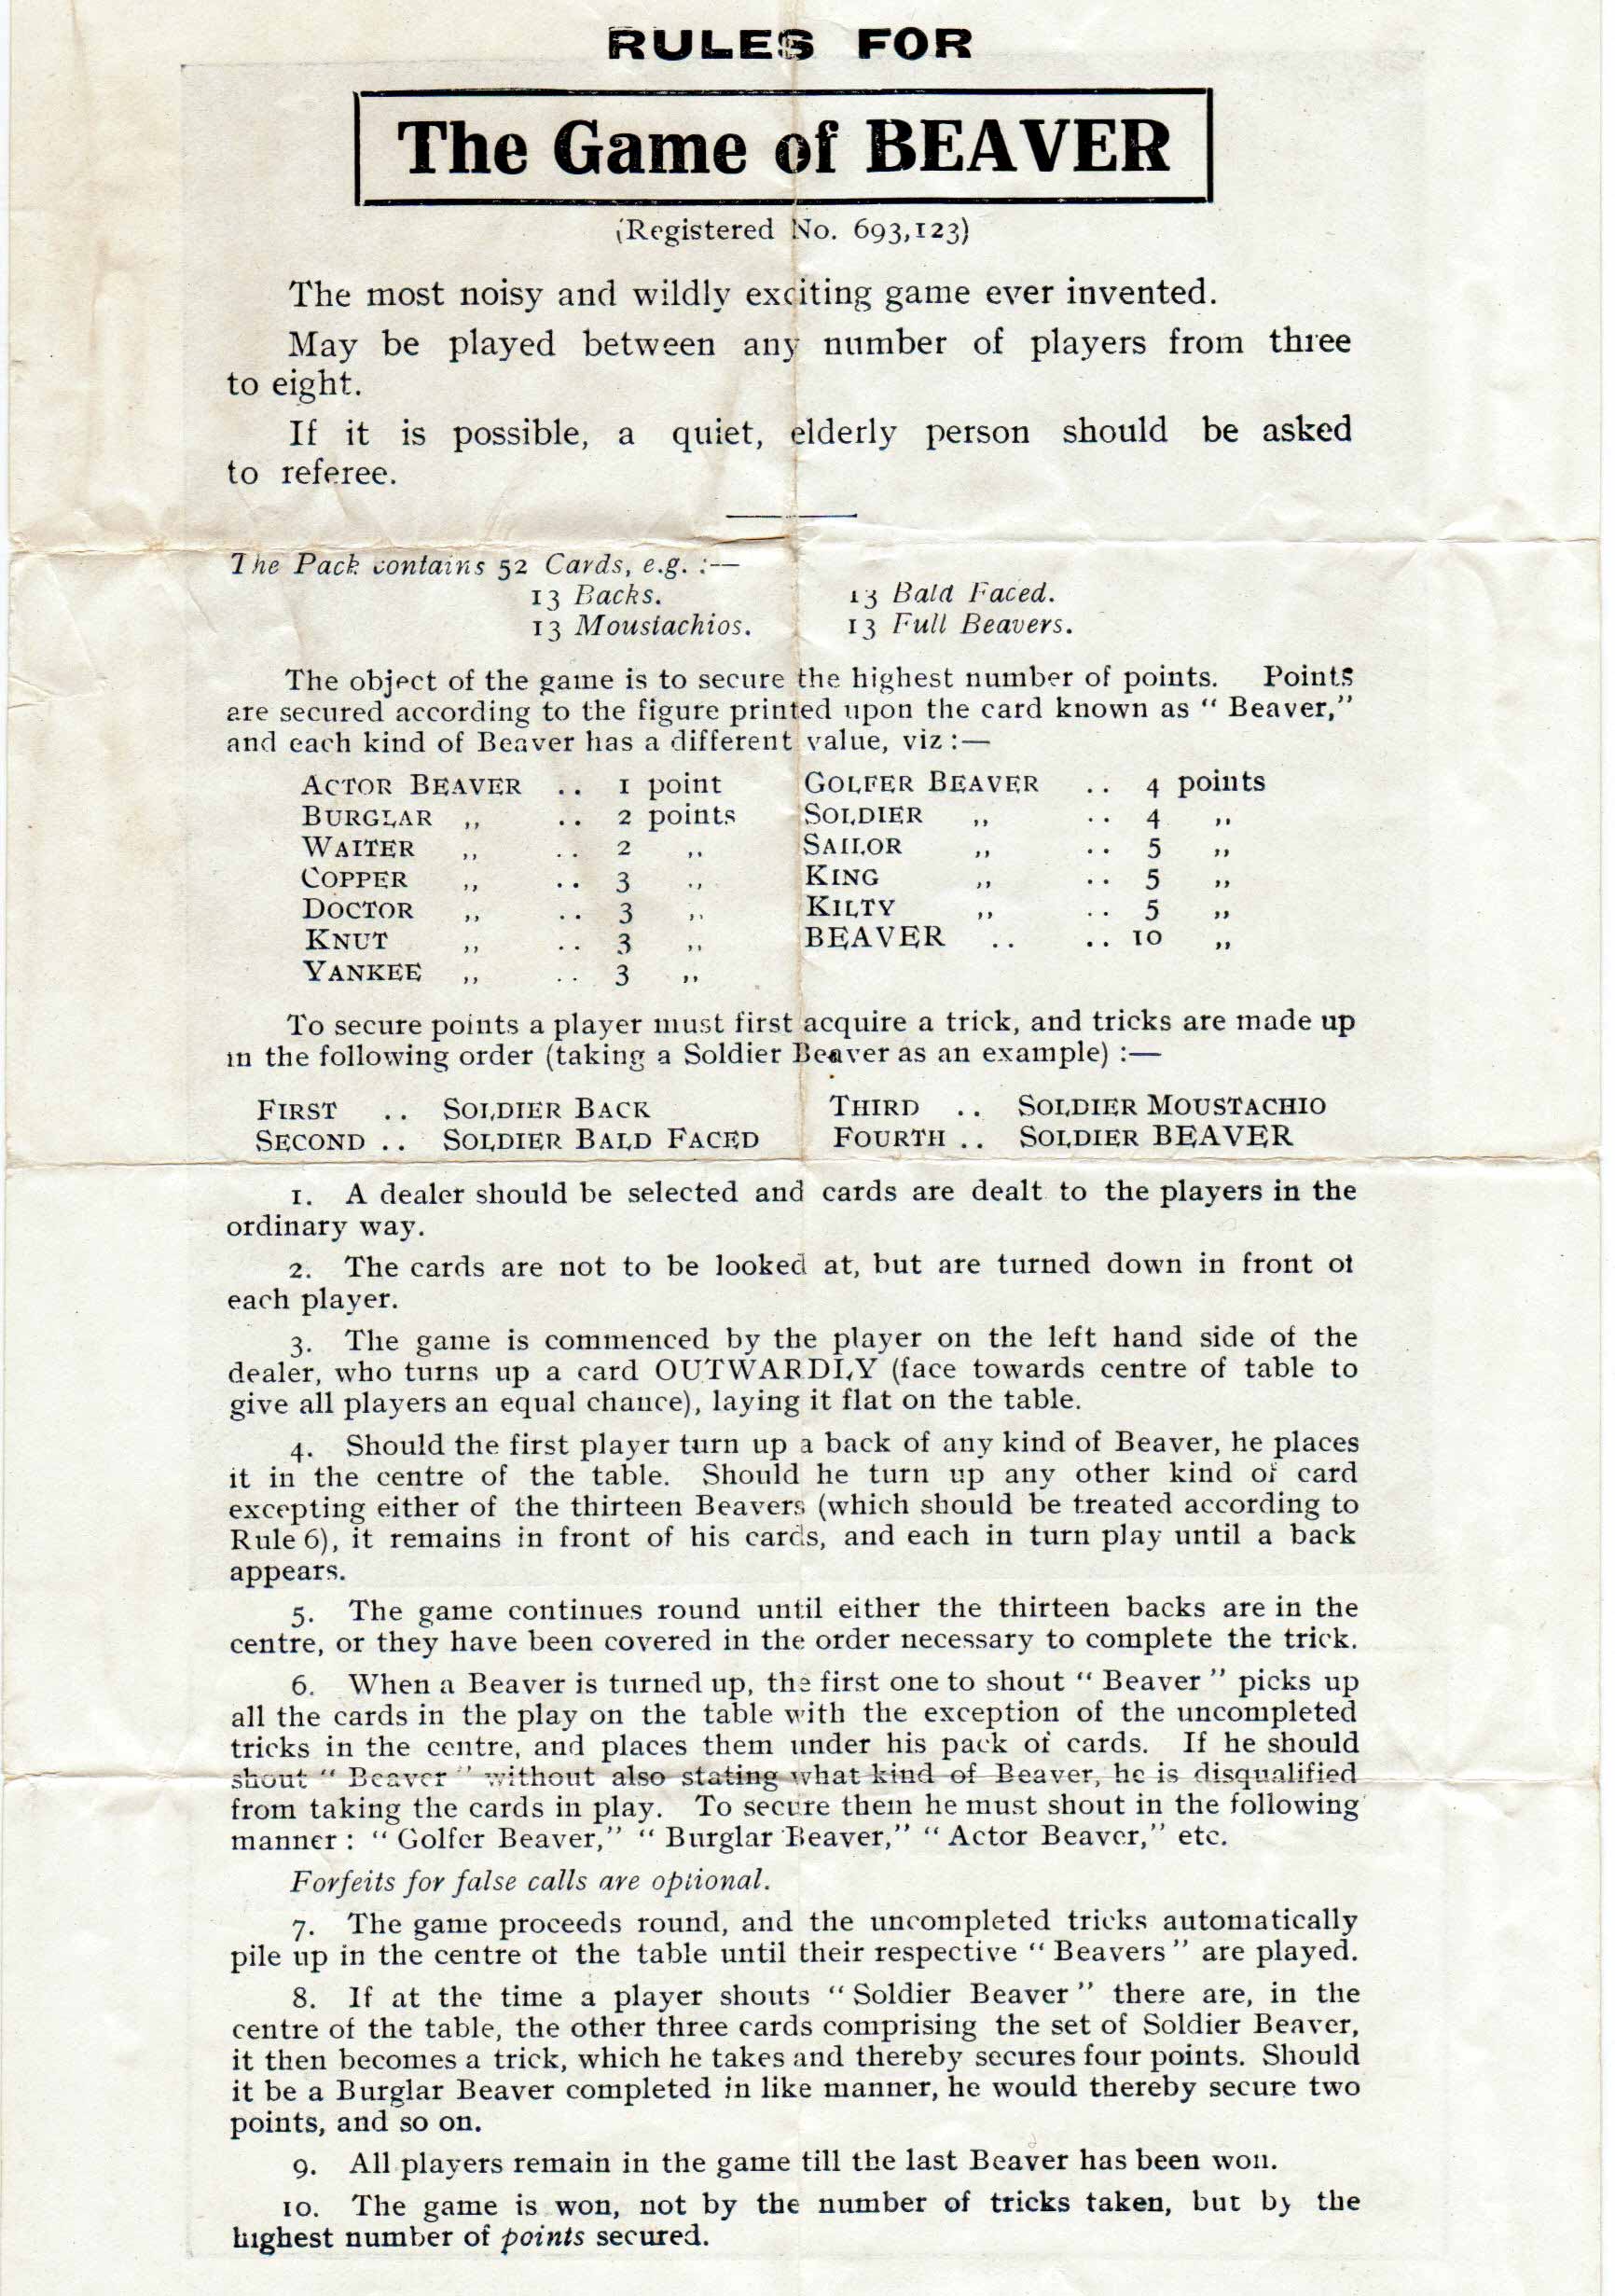 RULES FOR
The Game of BEAVER
(Registered No. 693,123)
The most noisy and wildly exciting game ever invented.
May be played between any number of players from three
to eight.
If it is possible, a quiet, elderly person should be asked
to referee.
The Pack contains 52 Cards, e.g. :—
13 Backs. 13 Bald Faced.
13 Moustachios. 13 Full Beavers.
The object of the game is to secure the highest number of points. Points
are secured according to the figure printed upon the card known as “ Beaver,”
and each kind of Beaver has a different value, viz :—
ACTOR BEAVER .. 1 point GOLFER BEAVER .. 4 points
BURGLAR ,, .. 2 points SOLDIER ,, .. 4 ,,
WAITER ,, .. 2 ,, SAILOR ,, .. 5 ,,
COPPER ,, .. 3 ,, KING ,, .. 5 ,,
DOCTOR ,, .. 3 ,, KILTY ,, .. 5 ,,
KNUT ,, .. 3 ,, BEAVER .. .. 10 ,,
YANKEE ,, .. 3 ,,
To secure points a player must first acquire a trick, and tricks are made up
in the following order (taking a Soldier Beaver as an example) :—
FIRST .. SOLDIER BACK THIRD .. SOLDIER MOUSTACHIO
SECOND .. SOLDIER BALD FACED FOURTH .. SOLDIER BEAVER
1. A dealer should be selected and cards are dealt to the players in the
ordinary way.
2. The cards are not to be looked at, but are turned down in front of
each player.
3. The game is commenced by the player on the left hand side of the
dealer, who turns up a card OUTWARDLY (face towards centre of table to
give all players an equal chance), laying it flat on the table.
4. Should the first player turn up a back of any kind of Beaver, he places
it in the centre of the table. Should he turn up any other kind of card
excepting either of the thirteen Beavers (which should be treated according to
Rule 6), it remains in front of his cards, and each in turn play until a back
appears.
5. The game continues round until either the thirteen backs are in the
centre, or they have been covered in the order necessary to complete the trick.
6. When a Beaver is turned up, the first one to shout “ Beaver ” picks up
all the cards in the play on the table with the exception of the uncompleted
tricks in the centre, and places them under his pack of cards. If he should
shout “ Beaver ” without also stating what kind of Beaver, he is disqualified
from taking the cards in play. To secure them he must shout in the following
manner : “ Golfer Beaver,” “ Burglar Beaver,” “ Actor Beaver,” etc.
Forfeits for false calls are optional.
7. The game proceeds round, and the uncompleted tricks automatically
pile up in the centre of the table until their respective “ Beavers ” are played.
8. If at the time a player shouts “ Soldier Beaver ” there are, in the
centre of the table, the other three cards comprising the set of Soldier Beaver,
it then becomes a trick, which he takes and thereby secures four points. Should
it be a Burglar Beaver completed in like manner, he would thereby secure two
points, and so on.
9. All players remain in the game till the last Beaver has been won.
10. The game is won, not by the number of tricks taken, but by the
highest number of points secured.